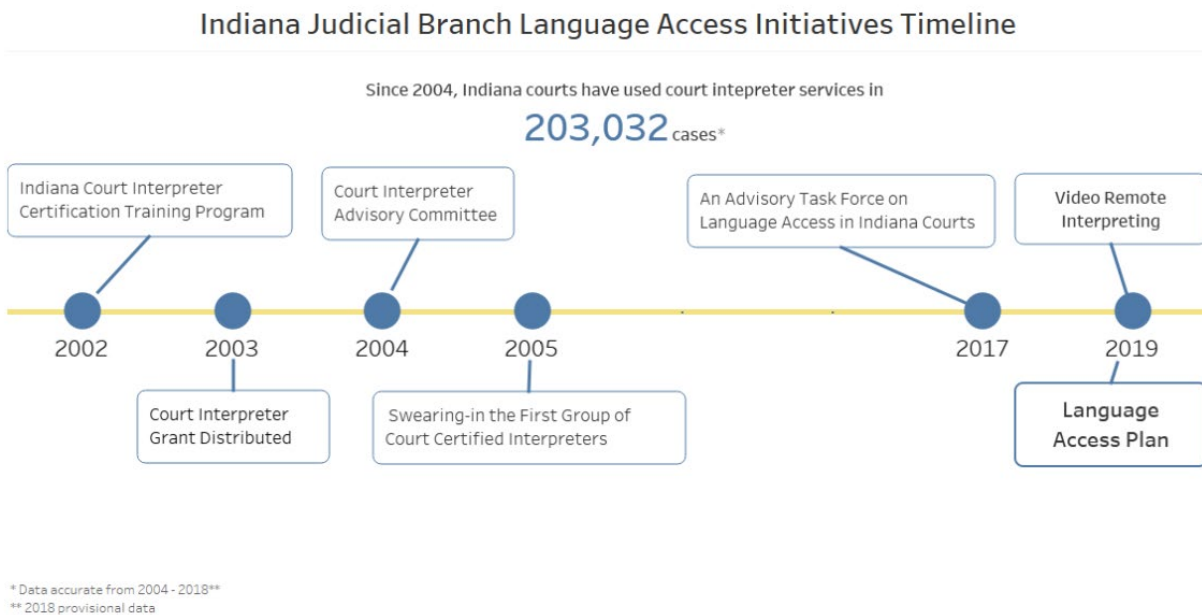 Indiana Judicial Branch Language Access Initiatives Timeline
Since 2004, Indiana courts have used court intepreter services in
203,032 cases*
Indiana Court Interpreter
Certification Training Program
Court Interpreter
Advisory Committee
An Advisory Task Force on
Language Access in Indiana Courts
Video Remote
Interpreting
2002
2003
2004
2005
2017
2019
Court Interpreter
Grant Distributed
Swearing-in the First Group of
Court Certified Interpreters
Language
Access Plan
* Data accurate from 2004 - 2018**
** 2018 provisional data